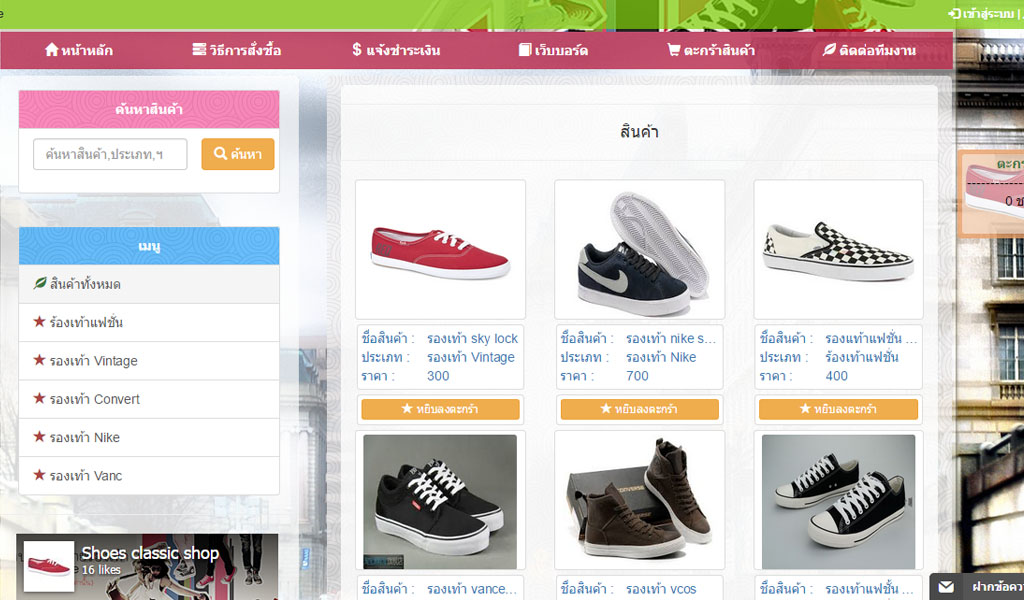 e
เข้าสู่ระบบ |
หน้าหลัก
วิธีการสั่งซื้อ
$ แจ้งชำระเงิน
เว็บบอร์ด
ตะกร้าสินค้า
ติดต่อทีมงาน
ค้นหาสินค้า
ค้นหาสินค้า,ประเภท,ฯ
ค้นหา
เมนู
สินค้าทั้งหมด
ร้องเท้าแฟชั่น
รองเท้า Vintage
รองเท้า Convert
รองเท้า Nike
รองเท้า Vanc
Shoes classic shop
16 likes
สินค้า
ชื่อสินค้า : รองเท้า sky lock
ประเภท : รองเท้า Vintage
ราคา : 300
หยิบลงตะกร้า
ชื่อสินค้า : รองเท้า nike s...
ประเภท : รองเท้า Nike
ราคา : 700
หยิบลงตะกร้า
ชื่อสินค้า : รองแท้าแฟชั่น ...
ประเภท : ร้องเท้าแฟชั่น
ราคา : 400
หยิบลงตะกร้า
CONVERSE
ชื่อสินค้า : รองเท้า vance...
ชื่อสินค้า : รองเท้า vcos
ชื่อสินค้า : รองเท้าแฟชั้น ...
ตะกร
0 ช
ฝากข้อควา